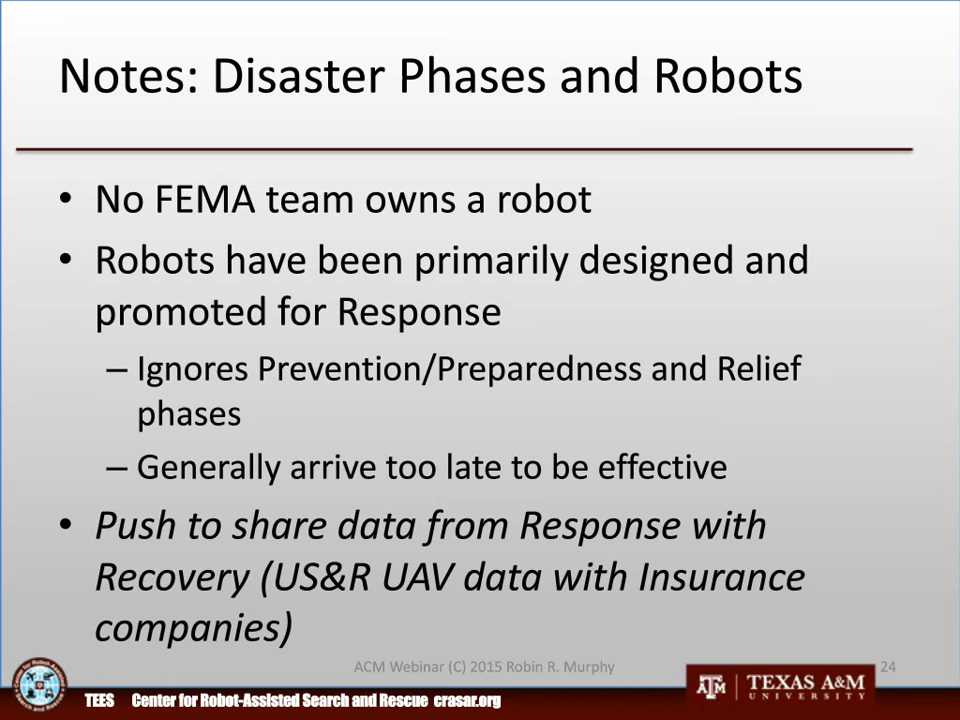 Notes: Disaster Phases and Robots
• No FEMA team owns a robot
• Robots have been primarily designed and
promoted for Response
– Ignores Prevention/Preparedness and Relief
phases
– Generally arrive too late to be effective
• Push to share data from Response with
Recovery (US&R UAV data with Insurance
companies)
ACM Webinar (C) 2015 Robin R. Murphy
24
TEES Center for Robot-Assisted Search and Rescue crasar.org
ATM TEXAS A&M
UNIVERSITY